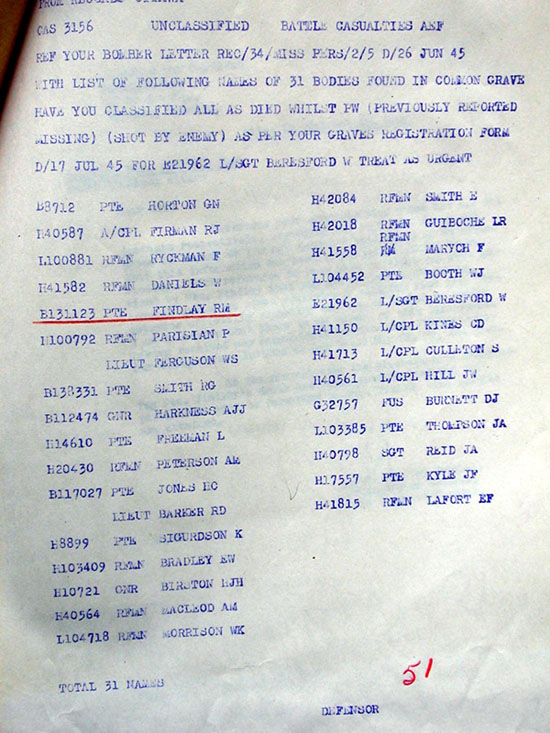 CAS 3156 UNCLASSIFIED BATTLE CASUALTIES AEF
REF YOUR BOMBER LETTER REC/34/MISS PERS/2/5 D/26 JUN 45
WITH LIST OF FOLLOWING NAMES OF 31 BODIES FOUND IN COMMON GRAVE
HAVE YOU CLASSIFIED ALL AS DIED WHILST PW (PREVIOUSLY REPORTED
MISSING) (SHOT BY ENEMY) AS PER YOUR GRAVES REGISTRATION FORM
D/17 JUL 45 FOR E21962 L/SGT BERESFORD W TREAT AS URGENT
B8712 PTE HORTON GN
H40587 A/CPL FIRMAN RJ
L100881 RFMN RYCKMAN F
H41582 RFMN DANIELS W
B131123 PTE FINDLAY RM
H100792 RFMN PARISIAN P
LIEUT FERGUSON WS
B138331 PTE SMITH RG
B112474 GNR HARKNESS AJJ
H14610 PTE FREEMAN L
H20430 RFMN PETERSON AM
B117027 PTE JONES EC
LIEUT BARKER RD
H8899 PTE SIGURDSON K
H103409 RFMN BRADLEY EW
H10721 GNR BIRSTON HJH
H40564 RFMN MACLEOD AM
L104718 RFMN MORRISON WK
H42084 RFMN SMITH E
H42018 RFMN GUIBOCHE LR
RFMN
H41558 MARYCH F
L104452 PTE BOOTH WJ
E21962 L/SGT BERESFORD W
H41150 L/CPL KINES CD
H41713 L/CPL CULLETON S
H40561 L/CPL HILL JW
G32757 FUS BURNETT DJ
L103385 PTE THOMPSON JA
H40798 SGT REID JA
H17557 PTE KYLE JF
H41815 RFMN LAFORT EF
TOTAL 31 NAMES
51
DEFENSOR